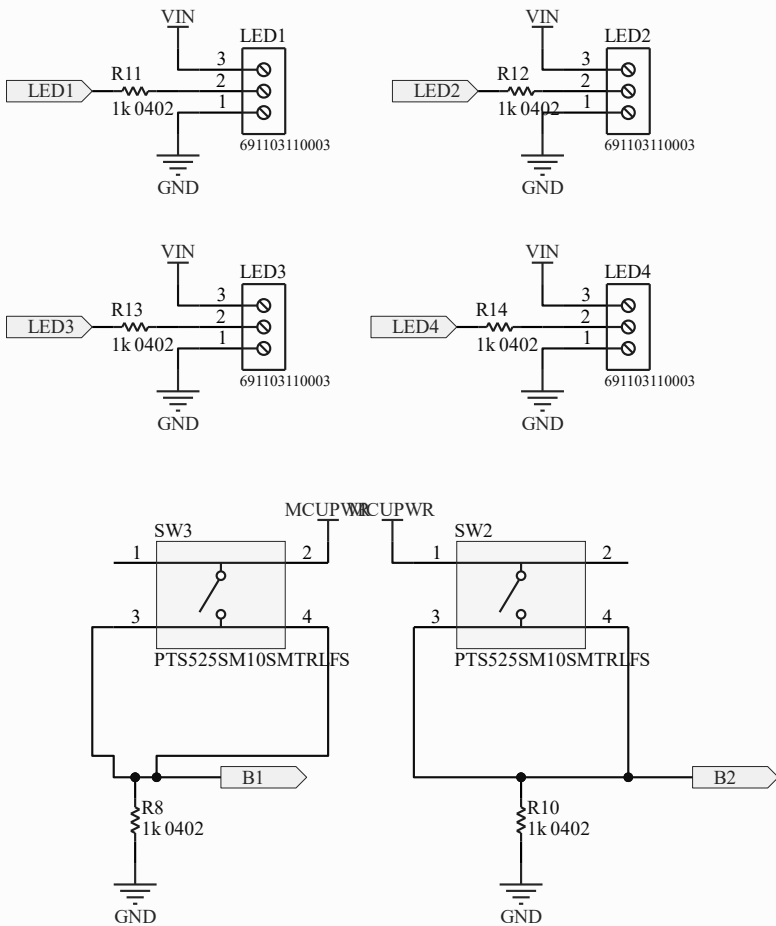 VIN
LED1
LED1
R11
1k 0402
3
2
1
691103110003
GND
VIN
LED2
LED2
R12
1k 0402
3
2
1
691103110003
GND
VIN
LED3
LED3
R13
1k 0402
3
2
1
691103110003
GND
VIN
LED4
LED4
R14
1k 0402
3
2
1
691103110003
GND
MCUPWR
SW3
1
2
3
4
PTS525SM10SMTRLFS
B1
R8
1k 0402
GND
MCUPWR
SW2
1
2
3
4
PTS525SM10SMTRLFS
B2
R10
1k 0402
GND